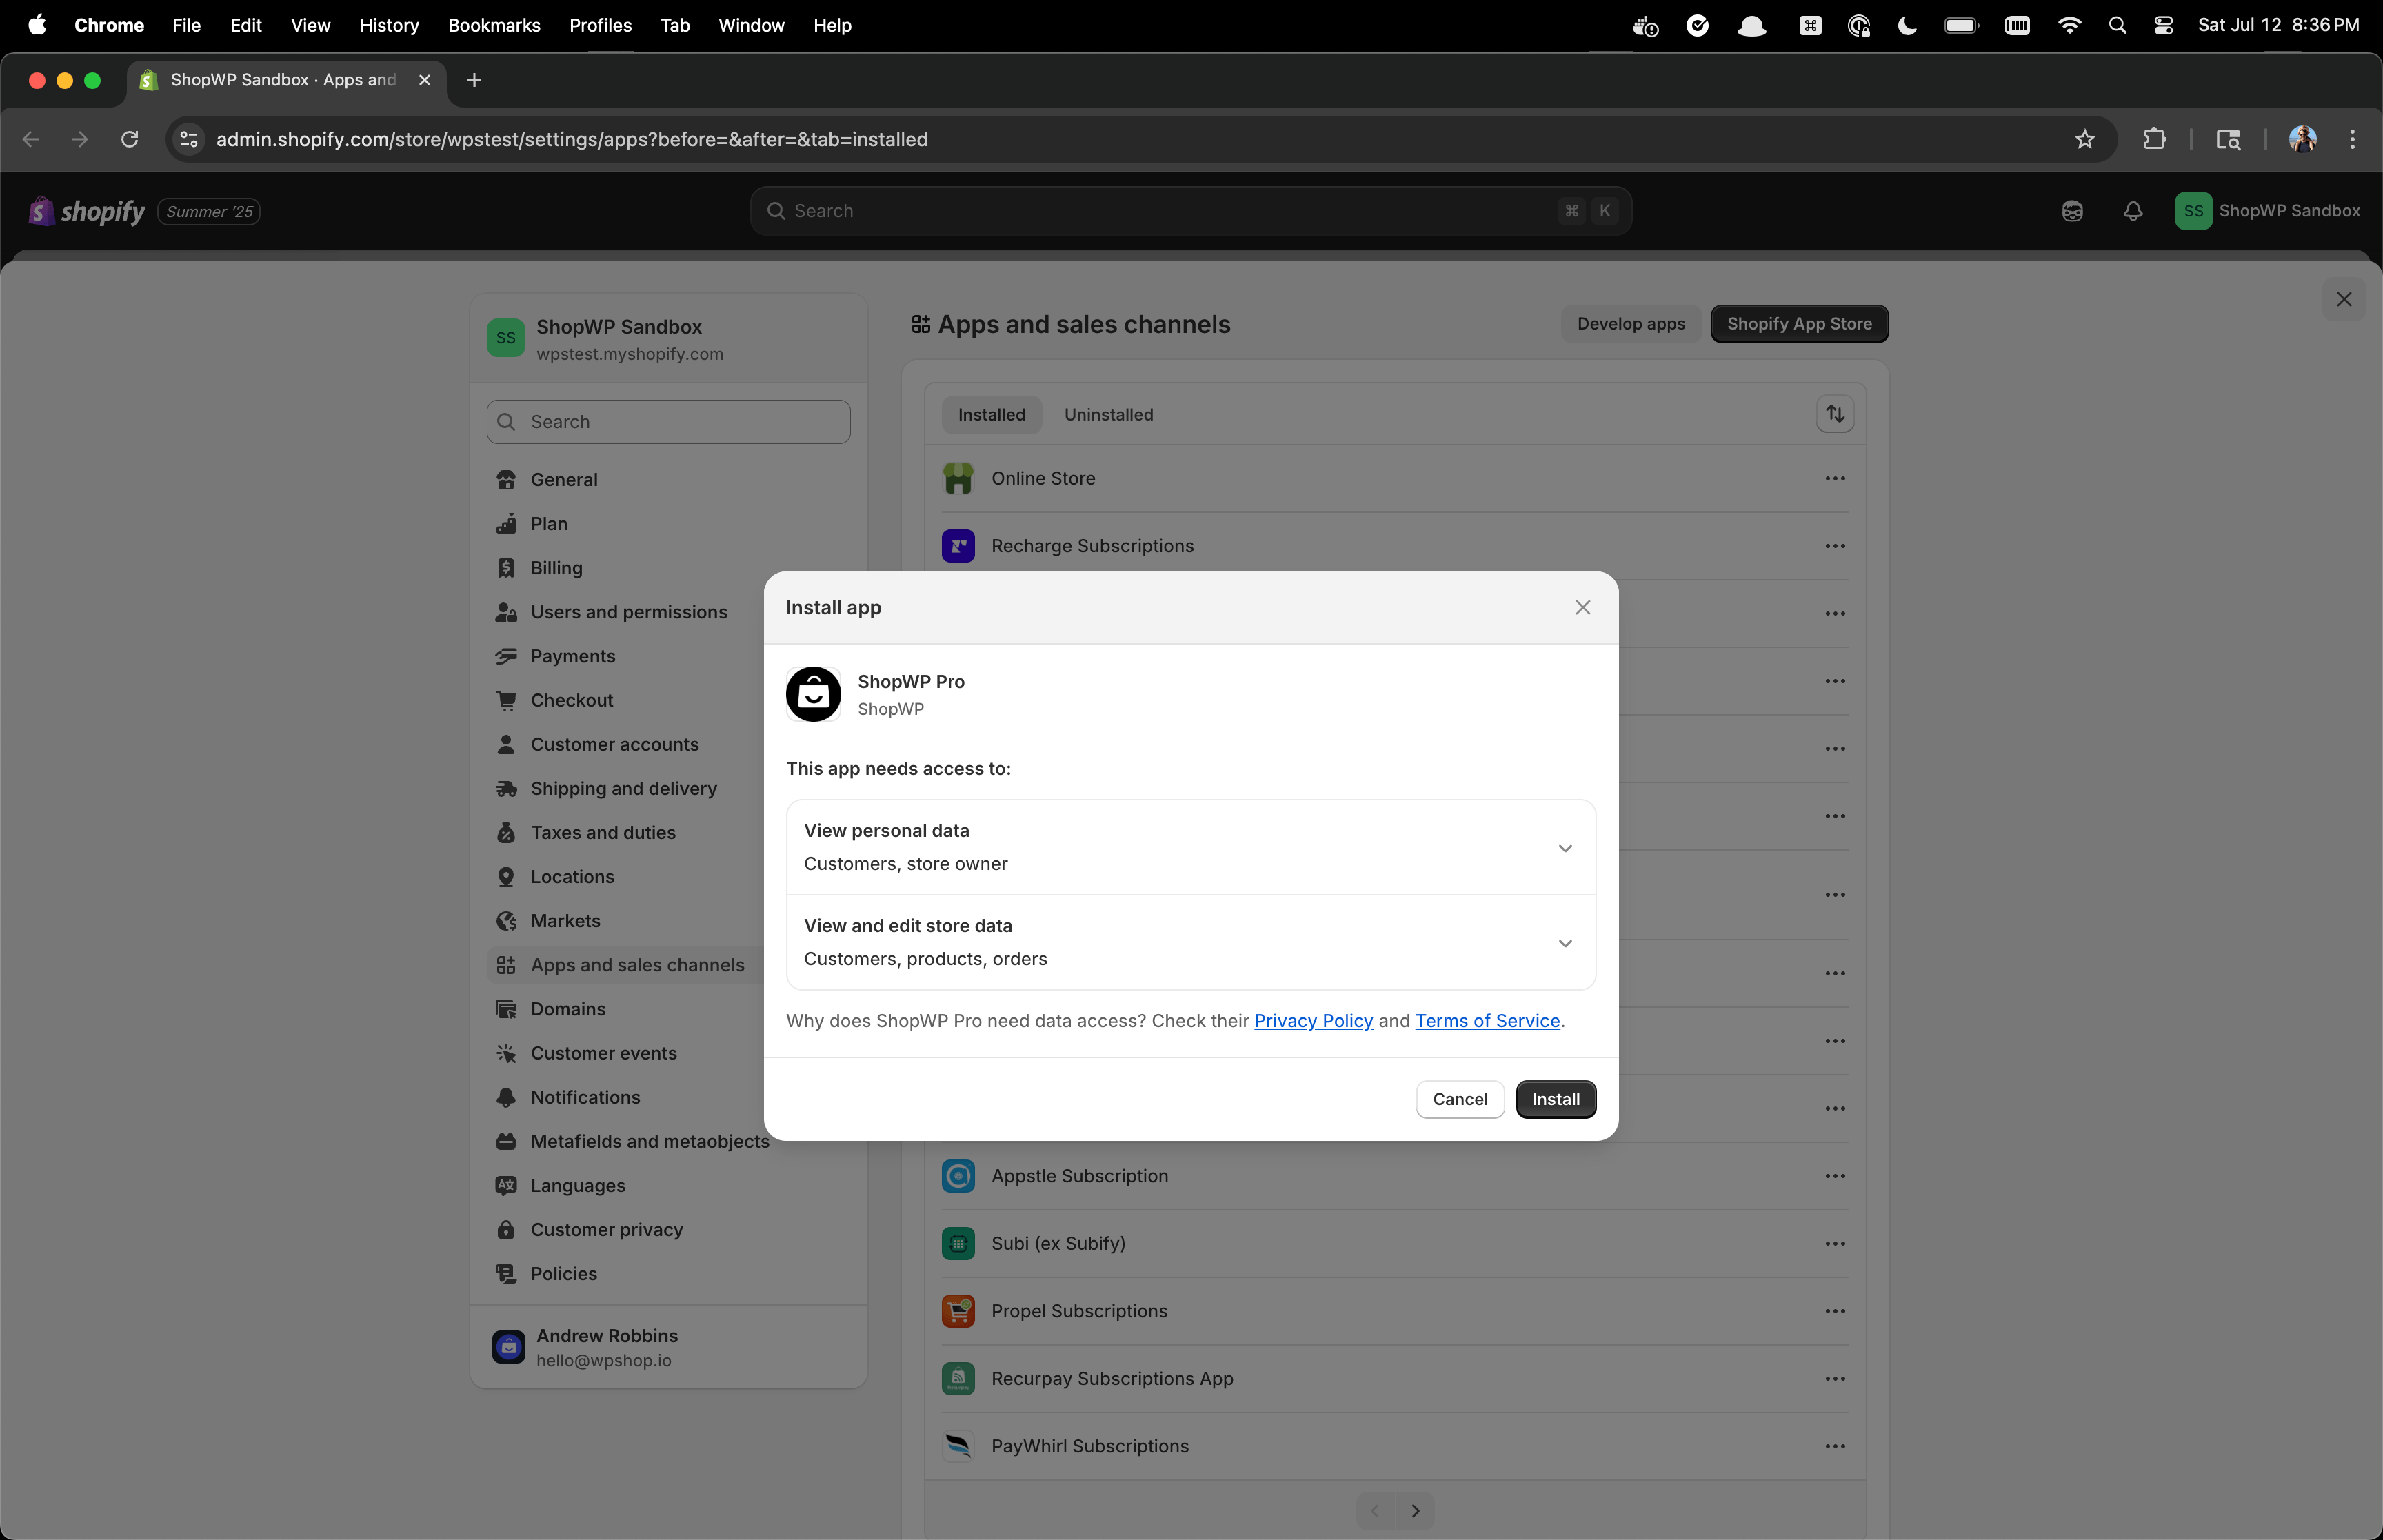 Chrome File Edit View History Bookmarks Profiles Tab Window Help
Sat Jul 12 8:36 PM
ShopWP Sandbox · Apps and
admin.shopify.com/store/wpstest/settings/apps?before=&after=&tab=installed
shopify Summer '25
Search ⌘ K
SS ShopWP Sandbox
SS ShopWP Sandbox
wpstest.myshopify.com
Search
General
Plan
Billing
Users and permissions
Payments
Checkout
Customer accounts
Shipping and delivery
Taxes and duties
Locations
Markets
Apps and sales channels
Domains
Customer events
Notifications
Metafields and metaobjects
Languages
Customer privacy
Policies
Andrew Robbins
hello@wpshop.io
Apps and sales channels
Develop apps
Shopify App Store
Installed Uninstalled
Online Store
Recharge Subscriptions
Install app
ShopWP Pro
ShopWP
This app needs access to:
View personal data
Customers, store owner
View and edit store data
Customers, products, orders
Why does ShopWP Pro need data access? Check their Privacy Policy and Terms of Service.
Cancel Install
Appstle Subscription
Subi (ex Subify)
Propel Subscriptions
Recurpay Subscriptions App
PayWhirl Subscriptions